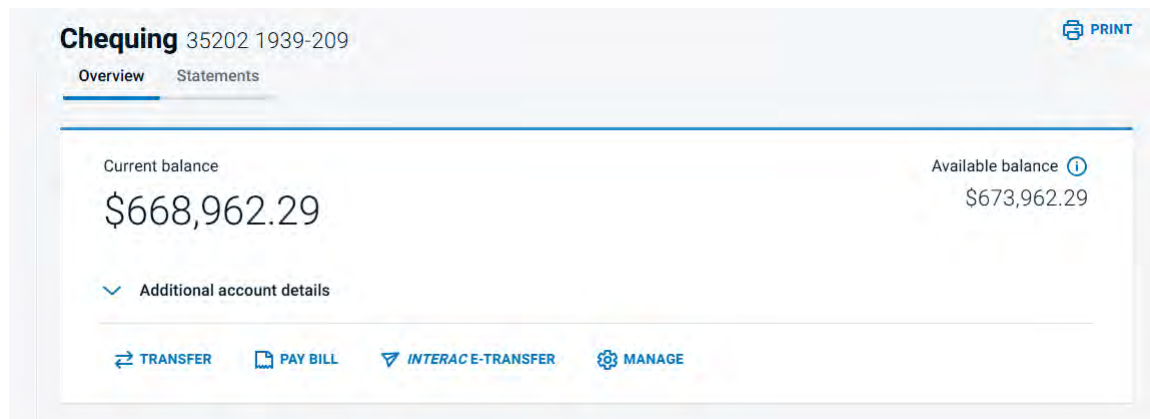 Chequing 35202 1939-209
PRINT
Overview Statements
Current balance
Available balance
$668,962.29
$673,962.29
Additional account details
TRANSFER PAY BILL INTERAC E-TRANSFER MANAGE